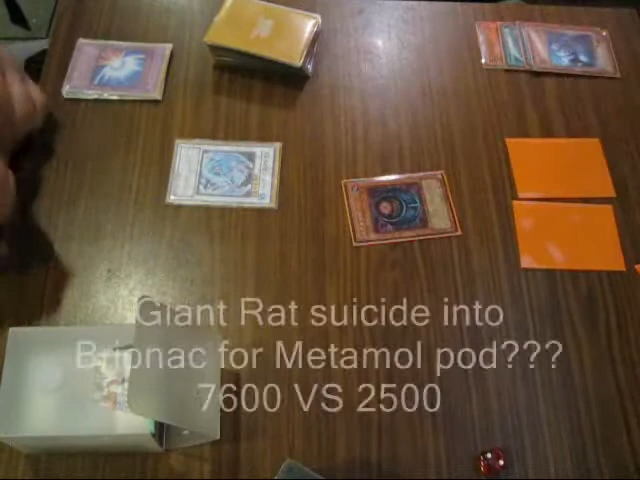 Giant Rat suicide into
Brionac for Metamol pod???
7600 VS 2500